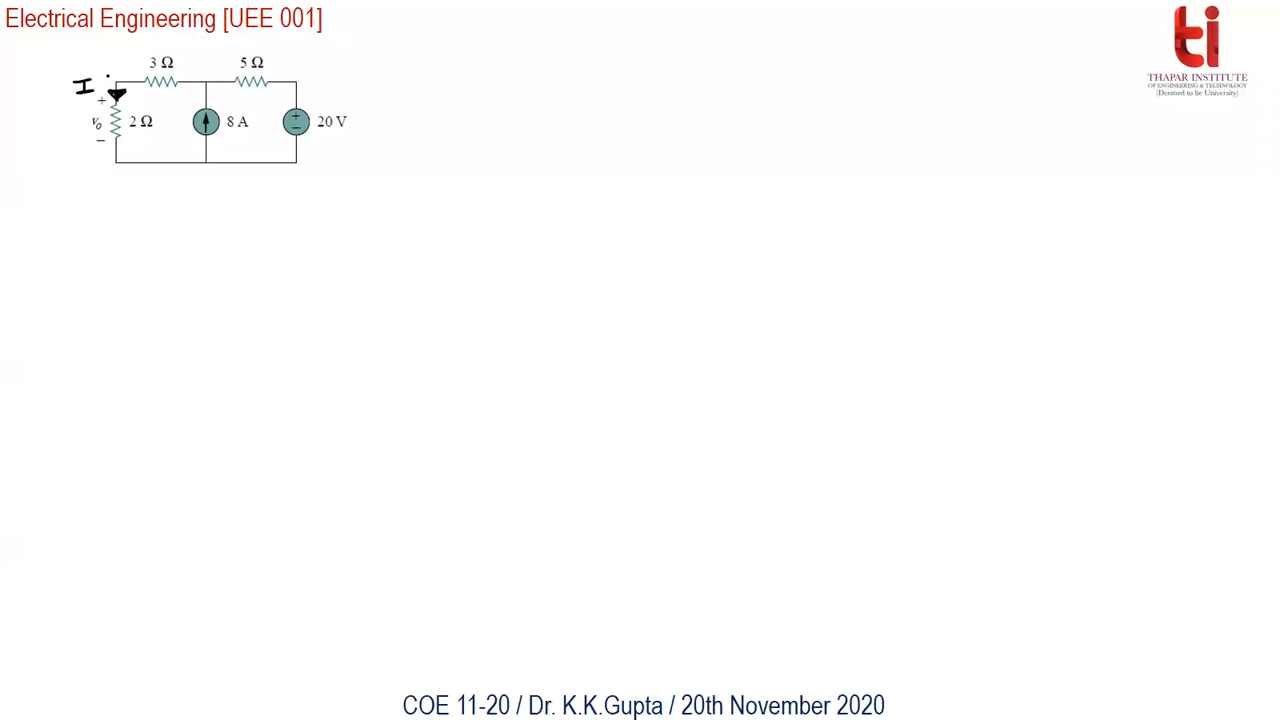 Electrical Engineering [UEE 001]
ti
THAPAR INSTITUTE
OF ENGINEERING & TECHNOLOGY
(Deemed to be University)
3 Ω
5 Ω
I
+
v₀
−
2 Ω
8 A
+
−
20 V
COE 11-20 / Dr. K.K.Gupta / 20th November 2020